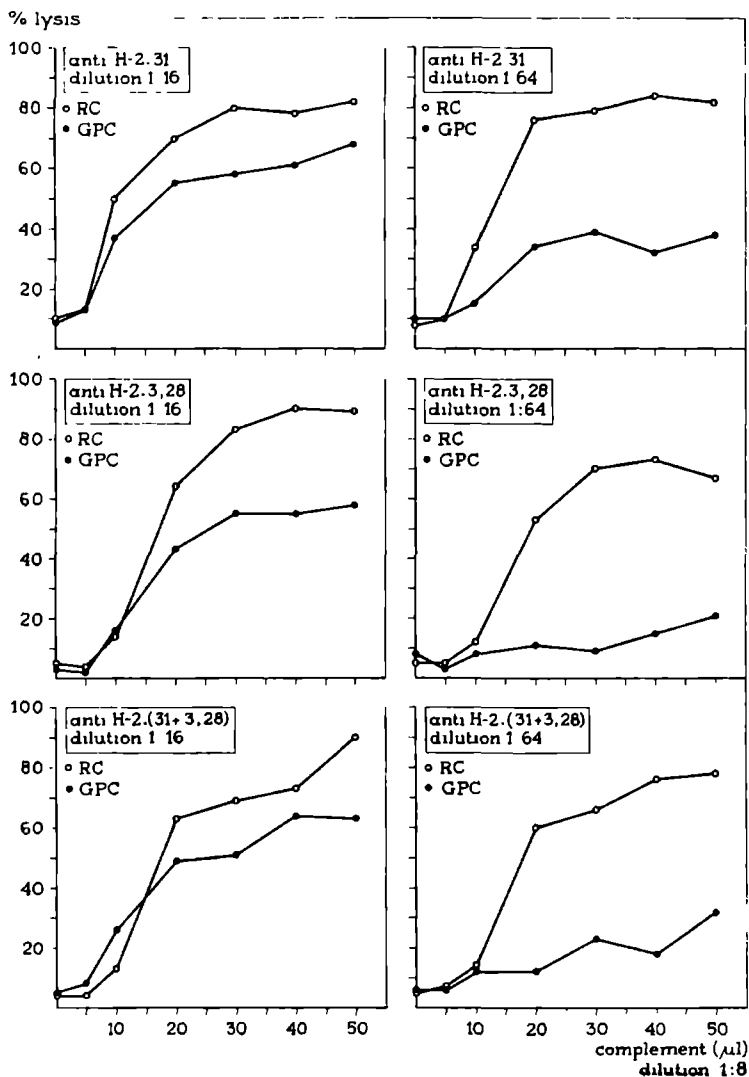 % lysis
100
80
60
40
20
anti H-2.31
dilution 1 16
RC
GPC
anti H-2 31
dilution 1 64
RC
GPC
100
80
60
40
20
anti H-2.3,28
dilution 1 16
RC
GPC
anti H-2.3,28
dilution 1:64
RC
GPC
100
80
60
40
20
anti H-2.(31+3,28)
dilution 1 16
RC
GPC
anti H-2.(31+3,28)
dilution 1 64
RC
GPC
10 20 30 40 50
10 20 30 40 50
complement (µl)
dilution 1:8